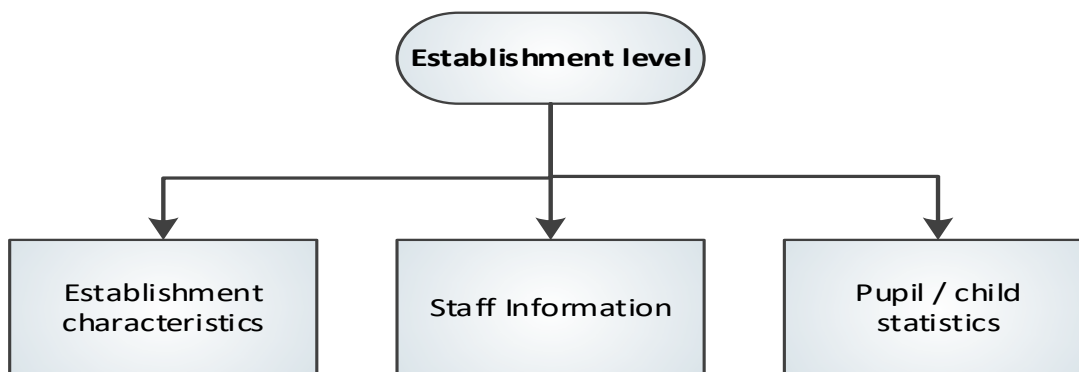 Establishment level
Establishment
characteristics
Staff Information
Pupil / child
statistics